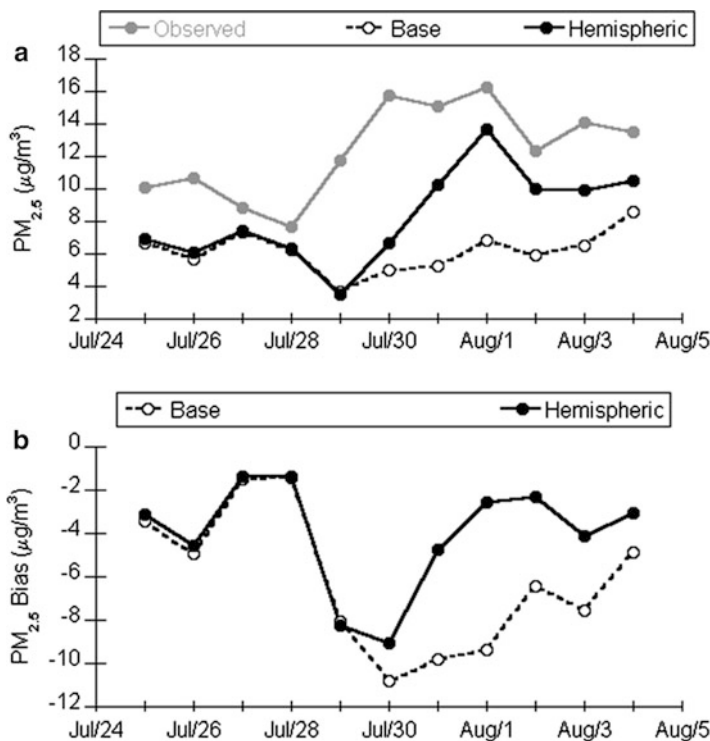 Observed Base Hemispheric
a
18
16
14
12
10
8
6
4
2
PM2.5 (µg/m3)
Jul/24 Jul/26 Jul/28 Jul/30 Aug/1 Aug/3 Aug/5
Base Hemispheric
b
0
-2
-4
-6
-8
-10
-12
PM2.5 Bias (µg/m3)
Jul/24 Jul/26 Jul/28 Jul/30 Aug/1 Aug/3 Aug/5